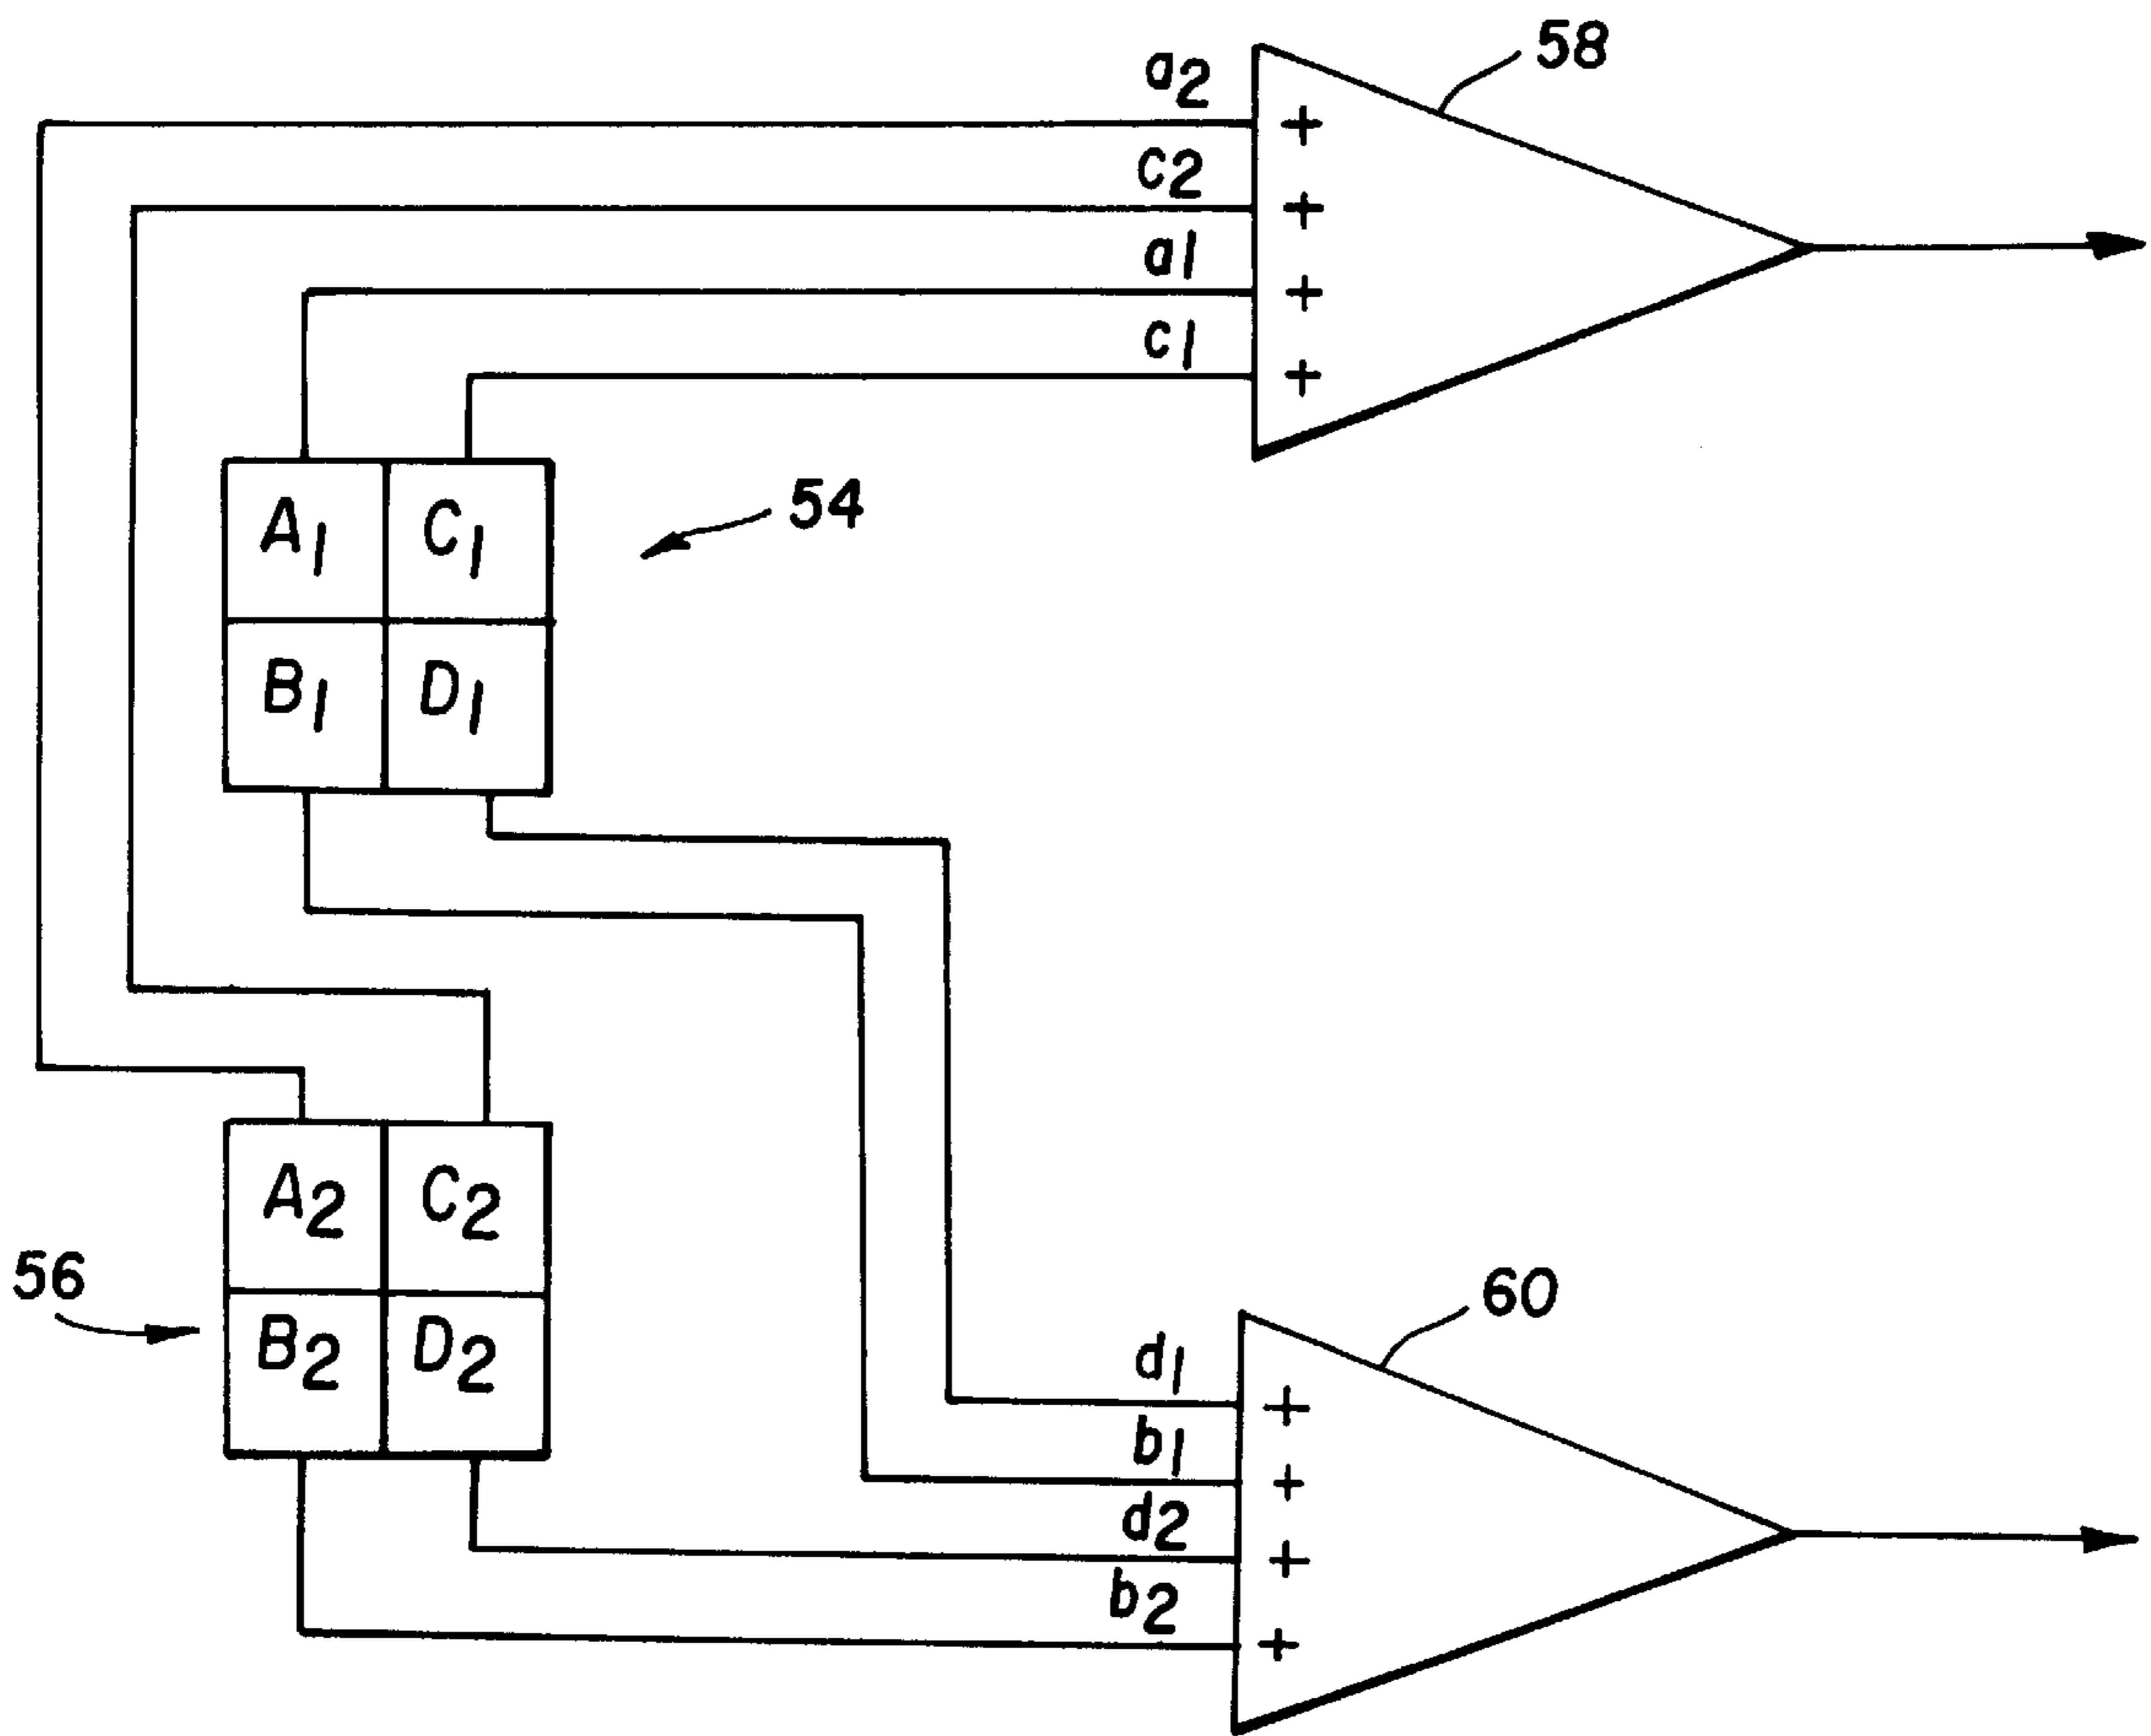 58
a2
+
c2
+
a1
+
c1
+
A1 C1
54
B1 D1
A2 C2
56
B2 D2
60
d1
+
b1
+
d2
+
b2
+